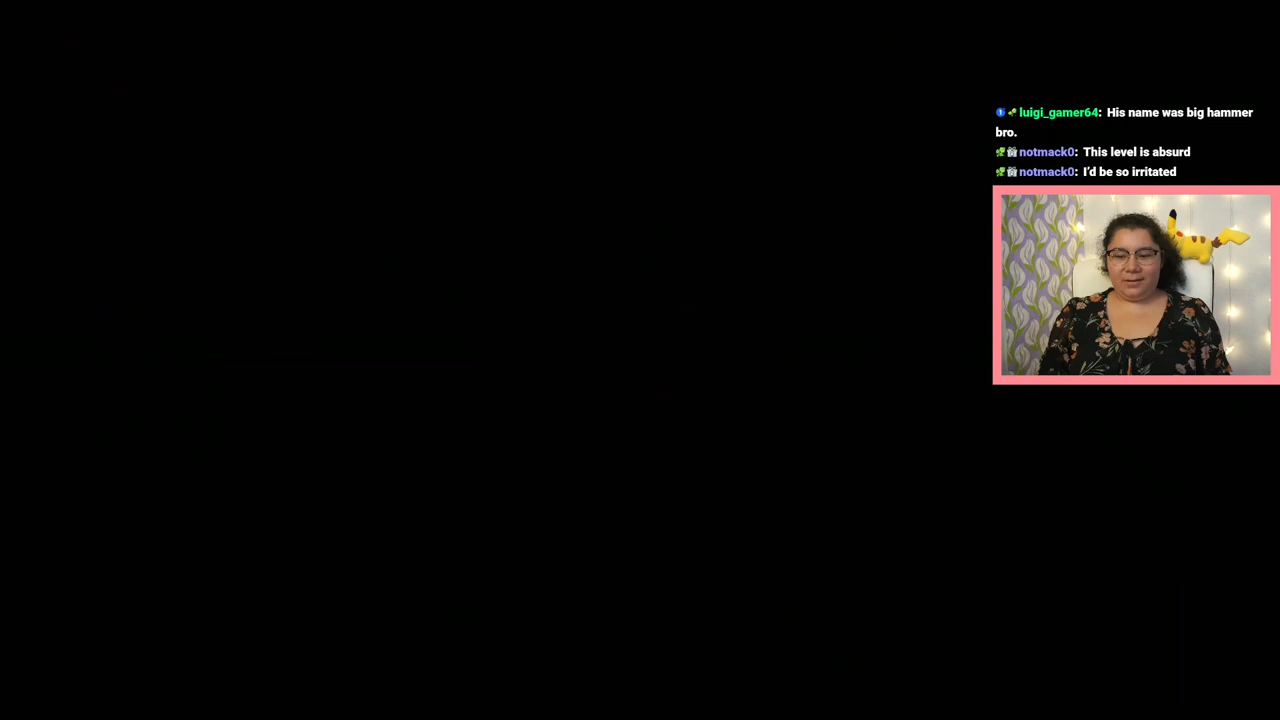 luigi_gamer64: His name was big hammer
bro.
notmack0: This level is absurd
notmack0: I'd be so irritated